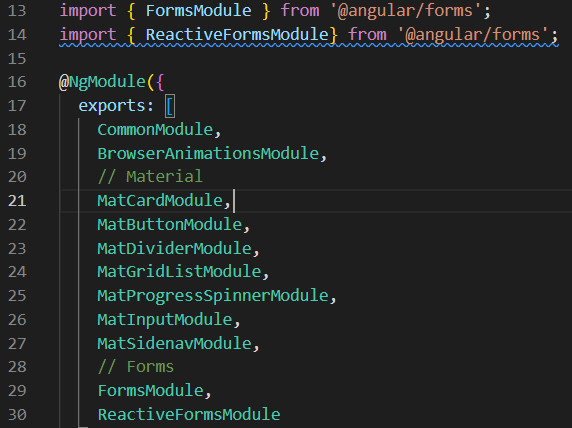 13 import { FormsModule } from '@angular/forms';
14 import { ReactiveFormsModule} from '@angular/forms';
15
16 @NgModule({
17 exports: [
18 CommonModule,
19 BrowserAnimationsModule,
20 // Material
21 MatCardModule,
22 MatButtonModule,
23 MatDividerModule,
24 MatGridListModule,
25 MatProgressSpinnerModule,
26 MatInputModule,
27 MatSidenavModule,
28 // Forms
29 FormsModule,
30 ReactiveFormsModule